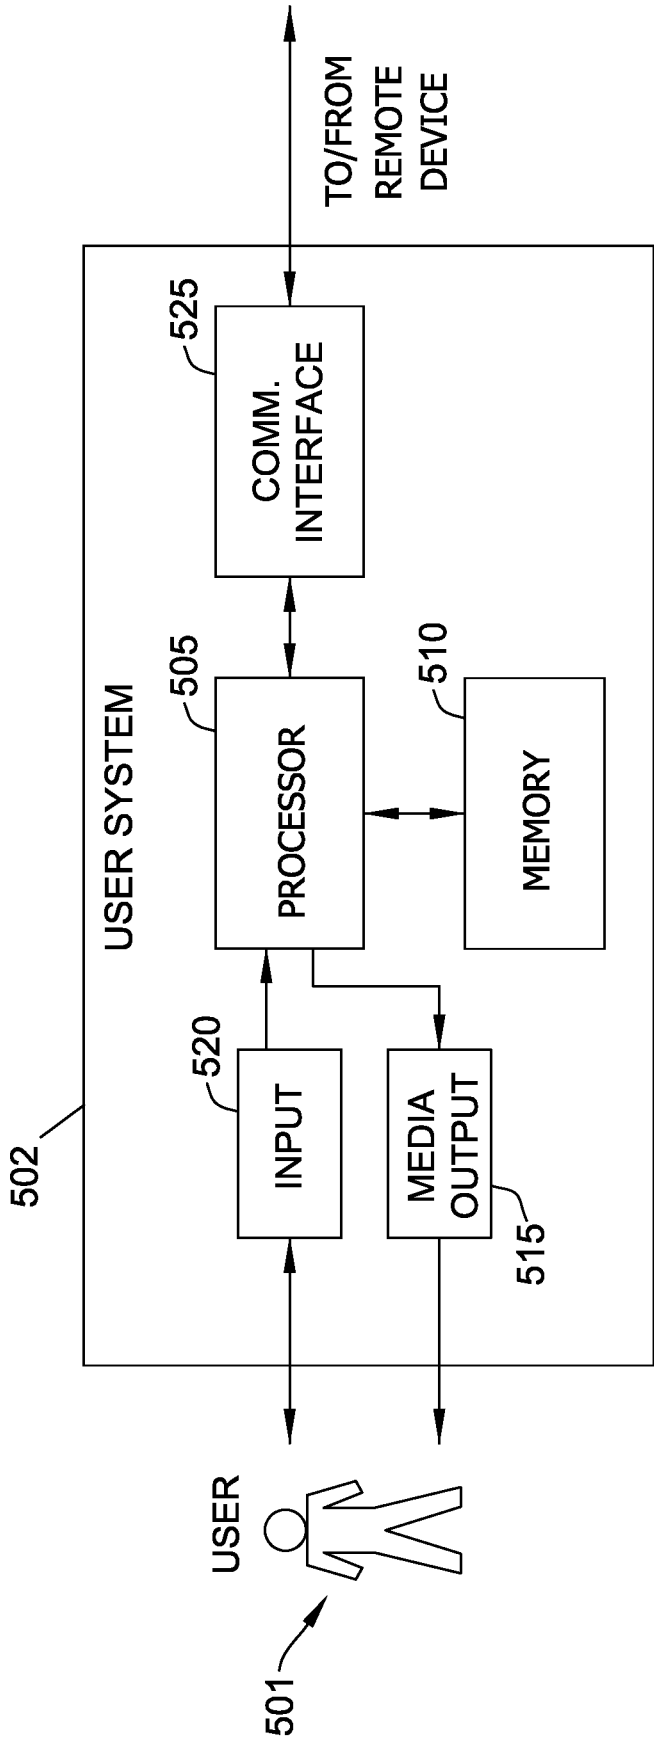 502
USER SYSTEM
501
USER
520
INPUT
MEDIA
OUTPUT
515
505
PROCESSOR
510
MEMORY
525
COMM.
INTERFACE
TO/FROM
REMOTE
DEVICE